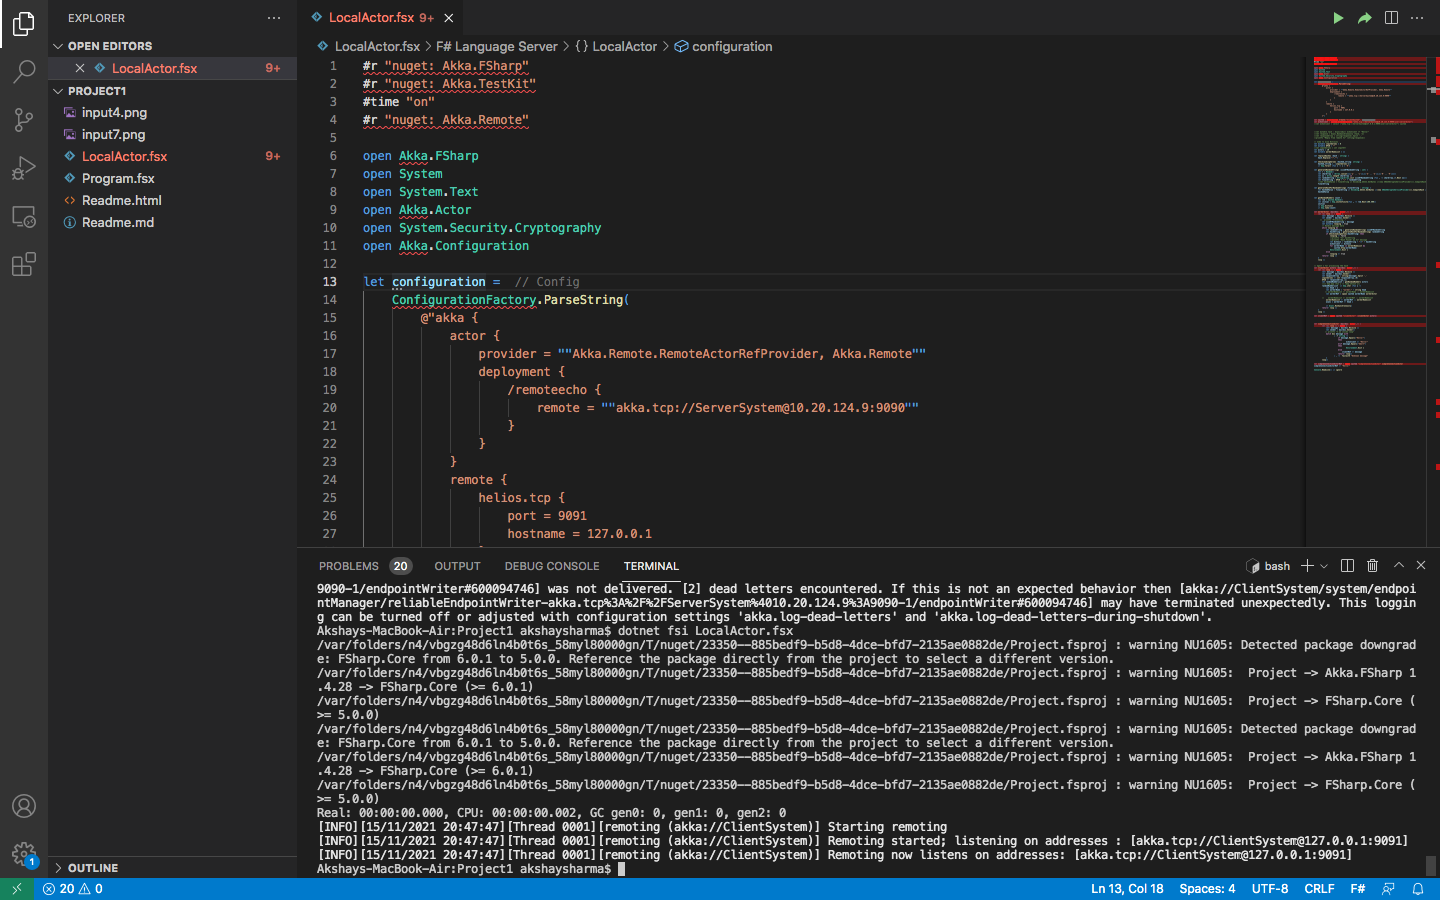 EXPLORER
OPEN EDITORS
LocalActor.fsx 9+
PROJECT1
input4.png
input7.png
LocalActor.fsx 9+
Program.fsx
Readme.html
Readme.md
OUTLINE
1
LocalActor.fsx 9+
LocalActor.fsx > F# Language Server > {} LocalActor > configuration
1 #r "nuget: Akka.FSharp"
2 #r "nuget: Akka.TestKit"
3 #time "on"
4 #r "nuget: Akka.Remote"
5
6 open Akka.FSharp
7 open System
8 open System.Text
9 open Akka.Actor
10 open System.Security.Cryptography
11 open Akka.Configuration
12
13 let configuration = // Config
14 ConfigurationFactory.ParseString(
15 @"akka {
16 actor {
17 provider = ""Akka.Remote.RemoteActorRefProvider, Akka.Remote""
18 deployment {
19 /remoteecho {
20 remote = ""akka.tcp://ServerSystem@10.20.124.9:9090""
21 }
22 }
23 }
24 remote {
25 helios.tcp {
26 port = 9091
27 hostname = 127.0.0.1
PROBLEMS 20 OUTPUT DEBUG CONSOLE TERMINAL bash
9090-1/endpointWriter#600094746] was not delivered. [2] dead letters encountered. If this is not an expected behavior then [akka://ClientSystem/system/endpoi
ntManager/reliableEndpointWriter-akka.tcp%3A%2F%2FServerSystem%4010.20.124.9%3A9090-1/endpointWriter#600094746] may have terminated unexpectedly. This loggin
g can be turned off or adjusted with configuration settings 'akka.log-dead-letters' and 'akka.log-dead-letters-during-shutdown'.
Akshays-MacBook-Air:Project1 akshaysharma$ dotnet fsi LocalActor.fsx
/var/folders/n4/vbgzg48d6ln4b0t6s_58myl80000gn/T/nuget/23350--885bedf9-b5d8-4dce-bfd7-2135ae0882de/Project.fsproj : warning NU1605: Detected package downgrad
e: FSharp.Core from 6.0.1 to 5.0.0. Reference the package directly from the project to select a different version.
/var/folders/n4/vbgzg48d6ln4b0t6s_58myl80000gn/T/nuget/23350--885bedf9-b5d8-4dce-bfd7-2135ae0882de/Project.fsproj : warning NU1605:  Project -> Akka.FSharp 1
.4.28 -> FSharp.Core (>= 6.0.1)
/var/folders/n4/vbgzg48d6ln4b0t6s_58myl80000gn/T/nuget/23350--885bedf9-b5d8-4dce-bfd7-2135ae0882de/Project.fsproj : warning NU1605:  Project -> FSharp.Core (
>= 5.0.0)
/var/folders/n4/vbgzg48d6ln4b0t6s_58myl80000gn/T/nuget/23350--885bedf9-b5d8-4dce-bfd7-2135ae0882de/Project.fsproj : warning NU1605: Detected package downgrad
e: FSharp.Core from 6.0.1 to 5.0.0. Reference the package directly from the project to select a different version.
/var/folders/n4/vbgzg48d6ln4b0t6s_58myl80000gn/T/nuget/23350--885bedf9-b5d8-4dce-bfd7-2135ae0882de/Project.fsproj : warning NU1605:  Project -> Akka.FSharp 1
.4.28 -> FSharp.Core (>= 6.0.1)
/var/folders/n4/vbgzg48d6ln4b0t6s_58myl80000gn/T/nuget/23350--885bedf9-b5d8-4dce-bfd7-2135ae0882de/Project.fsproj : warning NU1605:  Project -> FSharp.Core (
>= 5.0.0)
Real: 00:00:00.000, CPU: 00:00:00.002, GC gen0: 0, gen1: 0, gen2: 0
[INFO][15/11/2021 20:47:47][Thread 0001][remoting (akka://ClientSystem)] Starting remoting
[INFO][15/11/2021 20:47:47][Thread 0001][remoting (akka://ClientSystem)] Remoting started; listening on addresses : [akka.tcp://ClientSystem@127.0.0.1:9091]
[INFO][15/11/2021 20:47:47][Thread 0001][remoting (akka://ClientSystem)] Remoting now listens on addresses: [akka.tcp://ClientSystem@127.0.0.1:9091]
Akshays-MacBook-Air:Project1 akshaysharma$
20 0 Ln 13, Col 18 Spaces: 4 UTF-8 CRLF F#